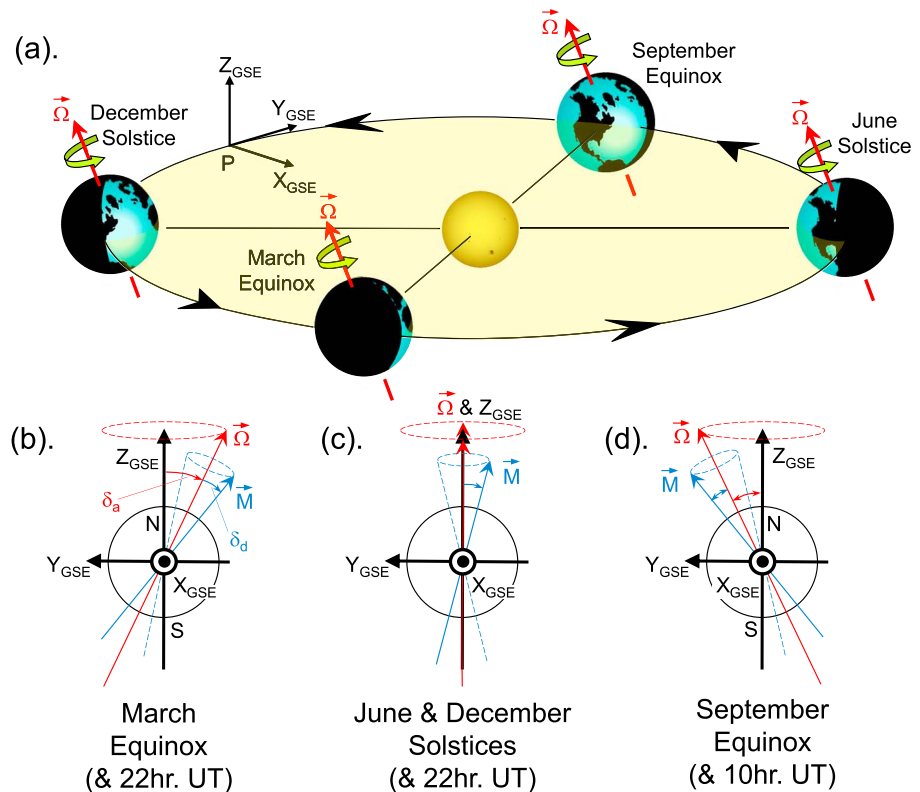 (a).
Ω
December
Solstice
Z_GSE
Y_GSE
X_GSE
P
Ω
September
Equinox
Ω
June
Solstice
Ω
March
Equinox
(b).
Z_GSE
Ω
M
δ_a
δ_d
N
Y_GSE
X_GSE
S
March
Equinox
(& 22hr. UT)
(c).
Ω & Z_GSE
M
Y_GSE
X_GSE
June & December
Solstices
(& 22hr. UT)
(d).
Ω
Z_GSE
M
N
Y_GSE
X_GSE
S
September
Equinox
(& 10hr. UT)